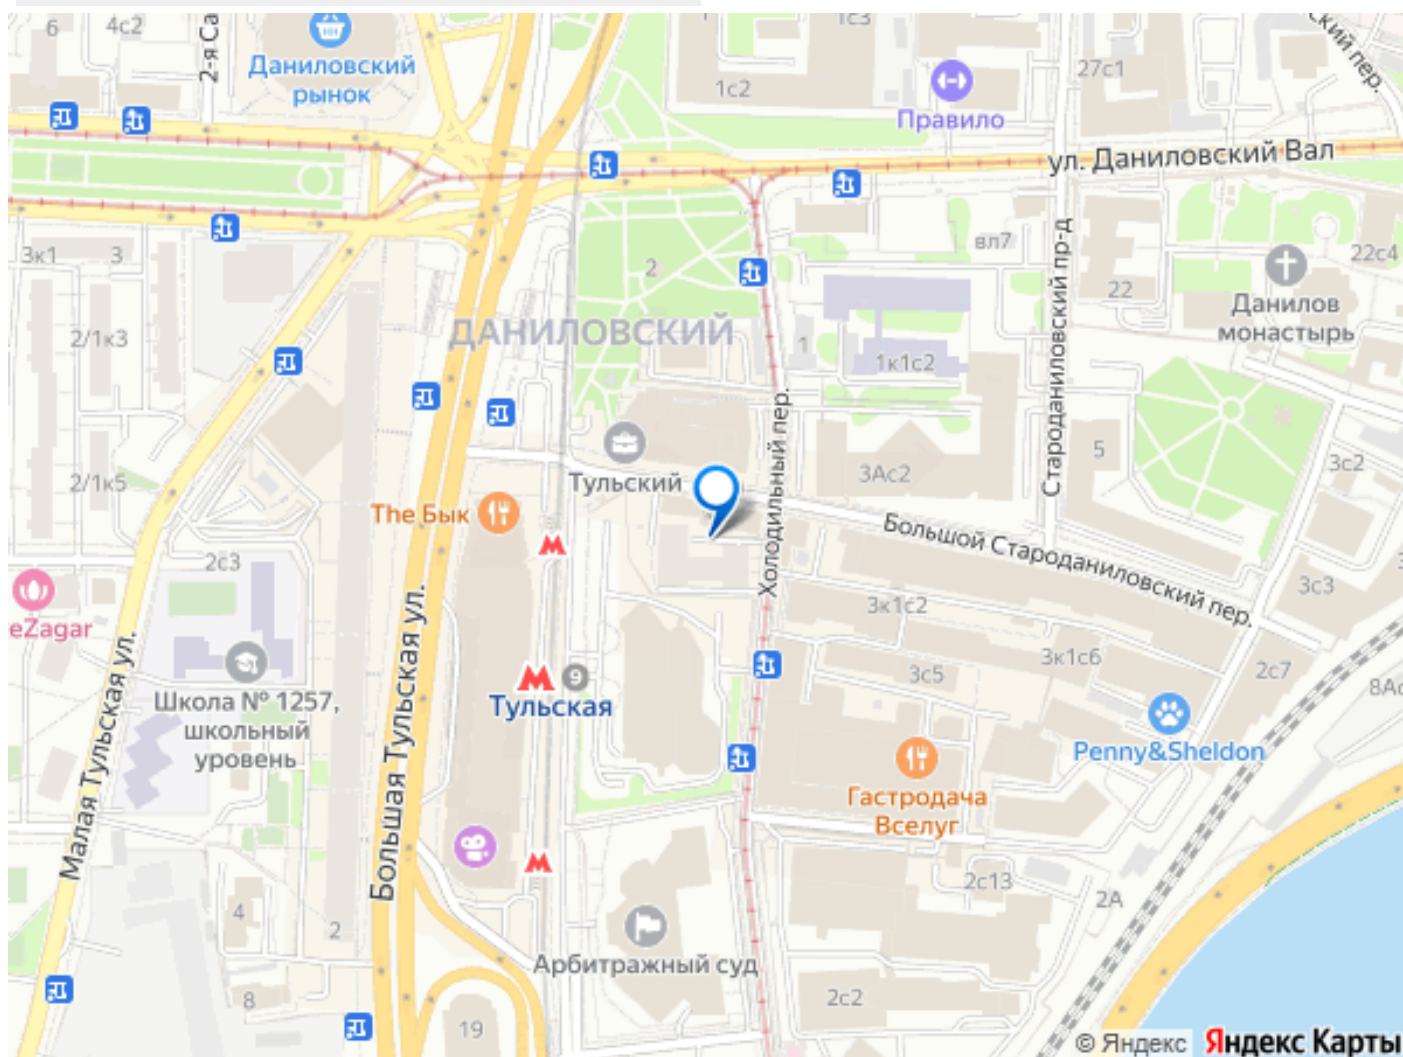 6
4с2
2-я Са
Даниловский
рынок
1
1с3
1с2
Правило
27с1
ский пер.
ул. Даниловский Вал
3к1
3
2
вл7
22с4
22
Данилов
монастырь
Староданиловский пр-д
ДАНИЛОВСКИЙ
2/1к3
1
1к1с2
Холодильный пер.
2/1к5
Тульский
3Ас2
5
3с2
The Бык
Большой Староданиловский пер.
2с3
3к1с2
3с3
eZagar
Малая Тульская ул.
Большая Тульская ул.
Школа № 1257,
школьный
уровень
9
Тульская
3с5
3к1с6
2с7
8Ас
Penny&Sheldon
Гастродача
Вселуг
2с13
2А
4
2
Арбитражный суд
8
19
2с2
© Яндекс Яндекс Карты